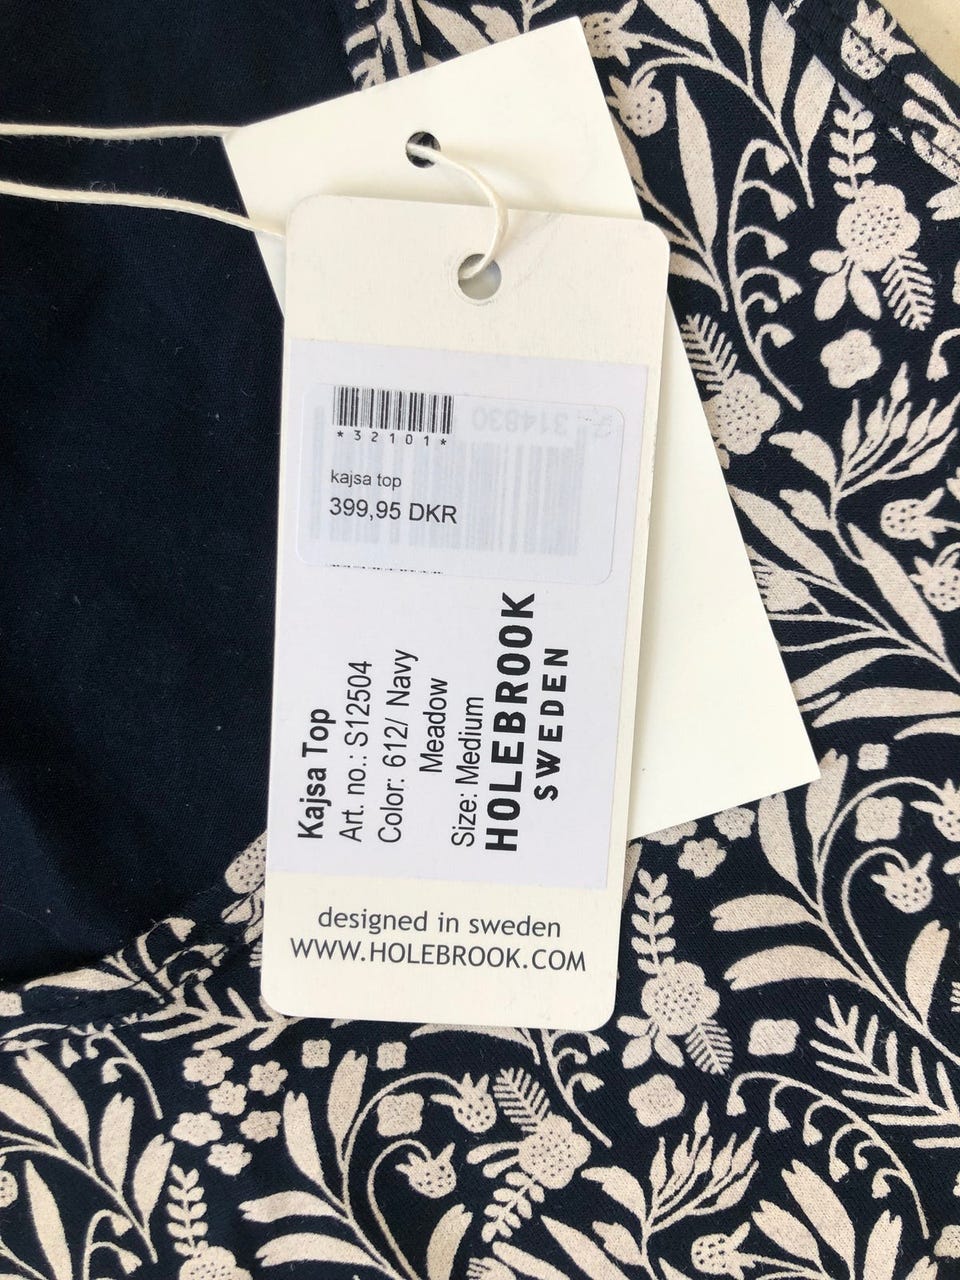 314830
*32101*
kajsa top
399,95 DKR
Kajsa Top
Art. no.: S12504
Color: 612/ Navy
Meadow
Size: Medium
HOLEBROOK
SWEDEN
designed in sweden
WWW.HOLEBROOK.COM